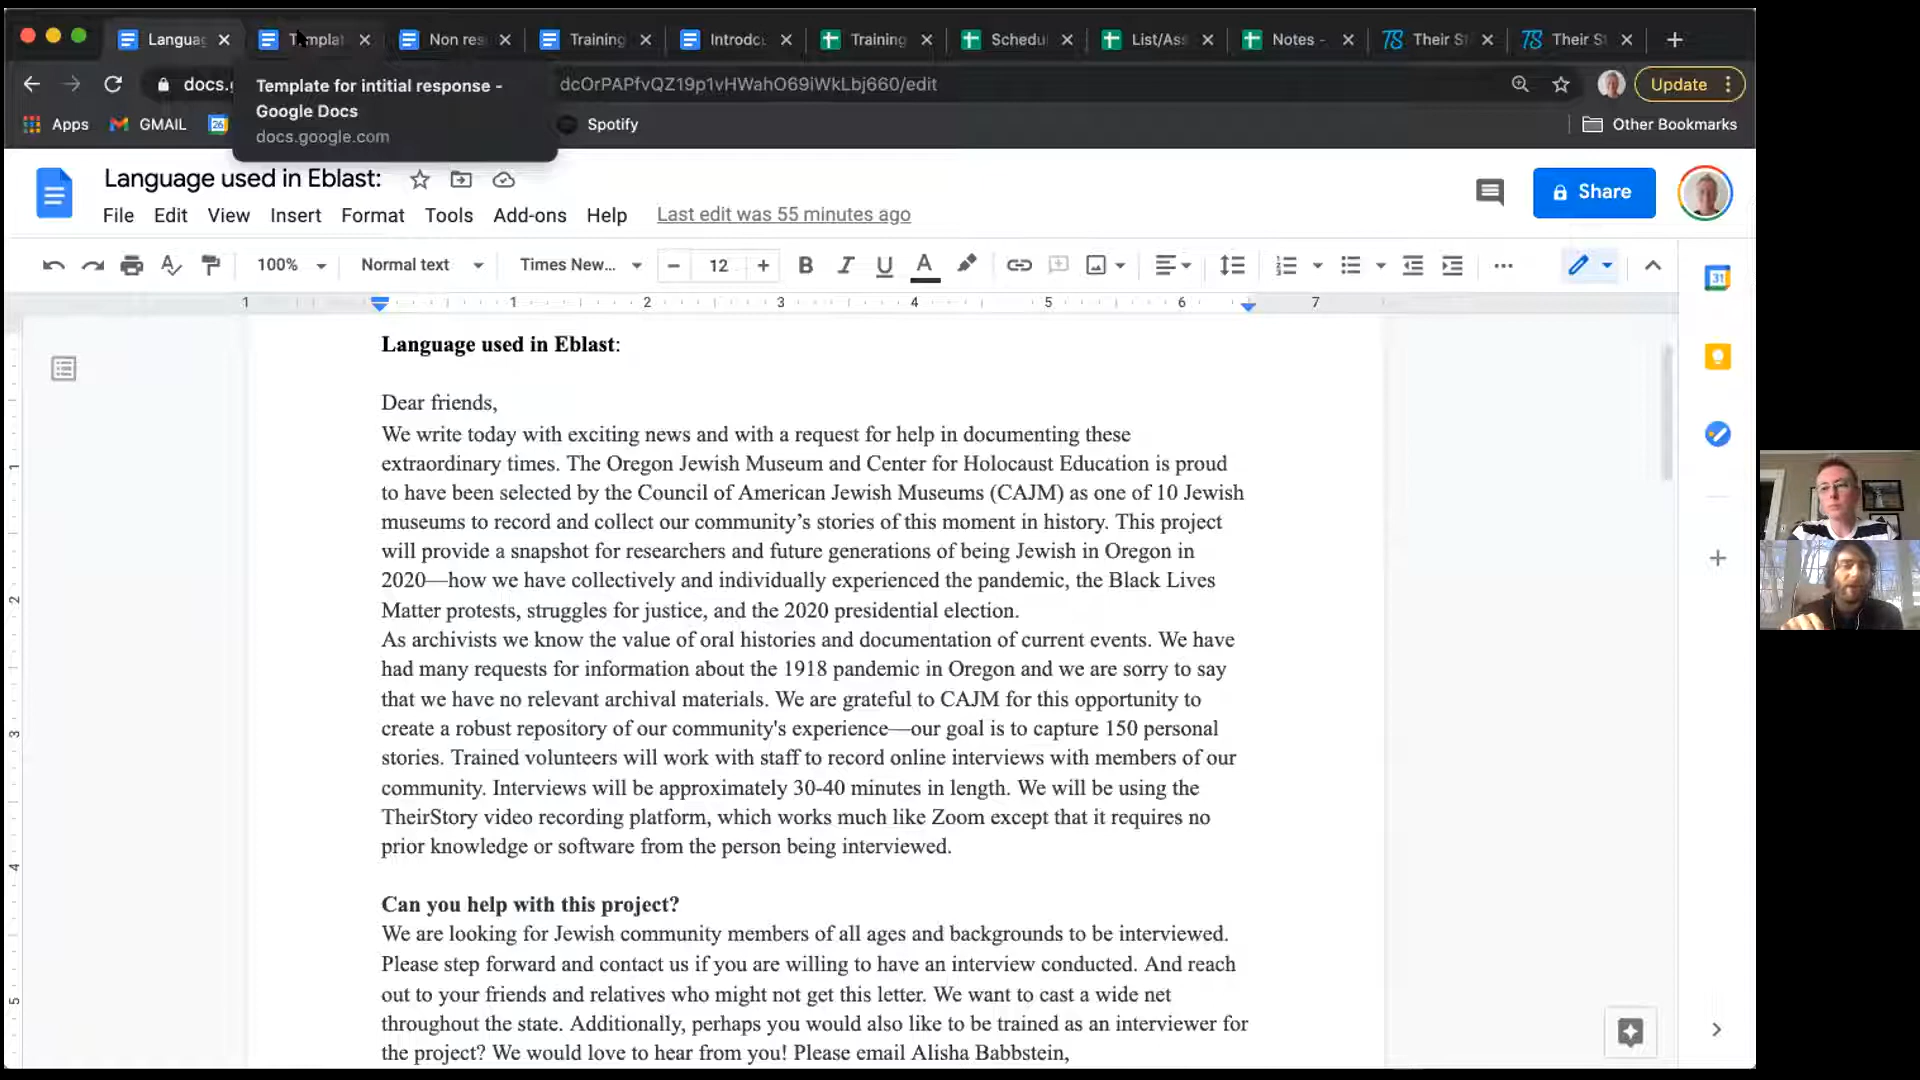 Languag
Templat
Non res
Training
Introdu
Training
Schedu
List/Ass
Notes -
Their S
Their S
docs.g
dcOrPAPfvQZ19p1vHWahO69iWkLbj660/edit
Update
Template for intitial response -
Google Docs
docs.google.com
Apps
GMAIL
Spotify
Other Bookmarks
Language used in Eblast:
File Edit View Insert Format Tools Add-ons Help Last edit was 55 minutes ago
Share
100% Normal text Times New... 12
1 1 2 3 4 5 6 7
Language used in Eblast:
Dear friends,
We write today with exciting news and with a request for help in documenting these
extraordinary times. The Oregon Jewish Museum and Center for Holocaust Education is proud
to have been selected by the Council of American Jewish Museums (CAJM) as one of 10 Jewish
museums to record and collect our community’s stories of this moment in history. This project
will provide a snapshot for researchers and future generations of being Jewish in Oregon in
2020—how we have collectively and individually experienced the pandemic, the Black Lives
Matter protests, struggles for justice, and the 2020 presidential election.
As archivists we know the value of oral histories and documentation of current events. We have
had many requests for information about the 1918 pandemic in Oregon and we are sorry to say
that we have no relevant archival materials. We are grateful to CAJM for this opportunity to
create a robust repository of our community's experience—our goal is to capture 150 personal
stories. Trained volunteers will work with staff to record online interviews with members of our
community. Interviews will be approximately 30-40 minutes in length. We will be using the
TheirStory video recording platform, which works much like Zoom except that it requires no
prior knowledge or software from the person being interviewed.
Can you help with this project?
We are looking for Jewish community members of all ages and backgrounds to be interviewed.
Please step forward and contact us if you are willing to have an interview conducted. And reach
out to your friends and relatives who might not get this letter. We want to cast a wide net
throughout the state. Additionally, perhaps you would also like to be trained as an interviewer for
the project? We would love to hear from you! Please email Alisha Babbstein,